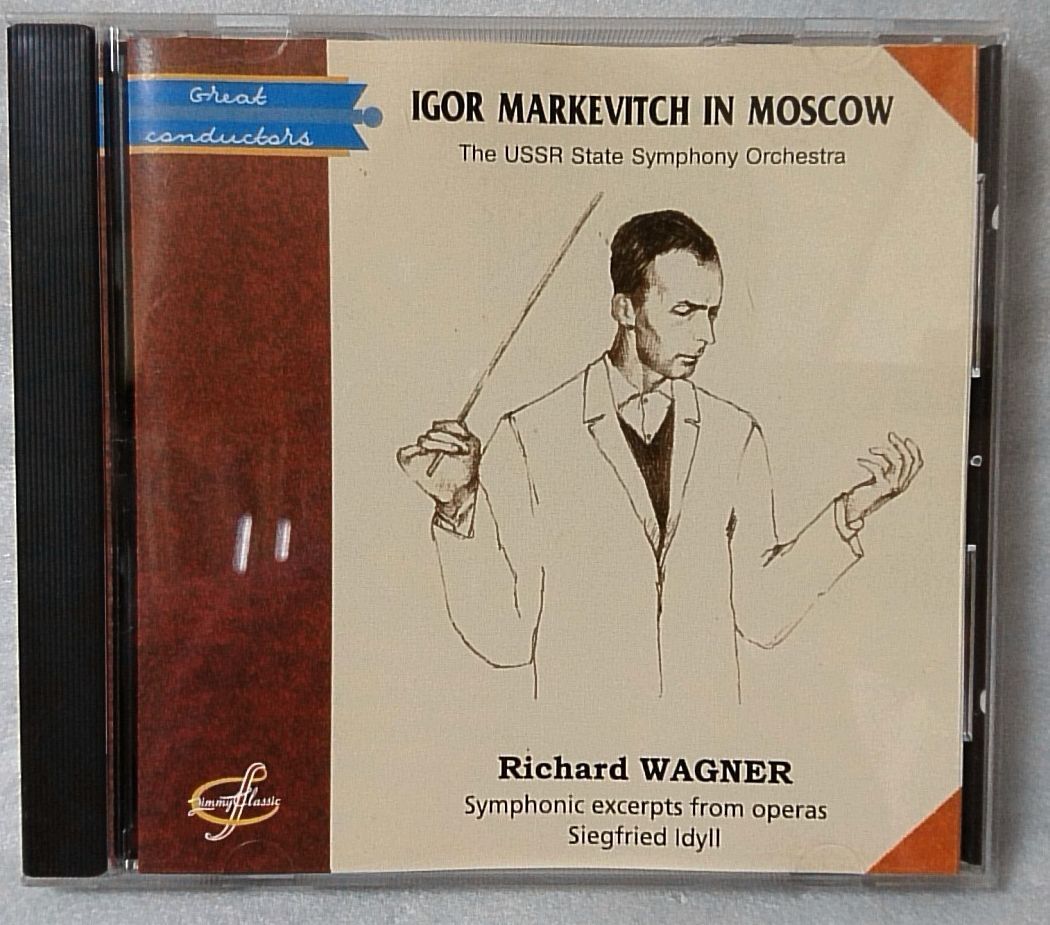 Great
conductors
IGOR MARKEVITCH IN MOSCOW
The USSR State Symphony Orchestra
Richard WAGNER
Symphonic excerpts from operas
Siegfried Idyll
JimmyClassic